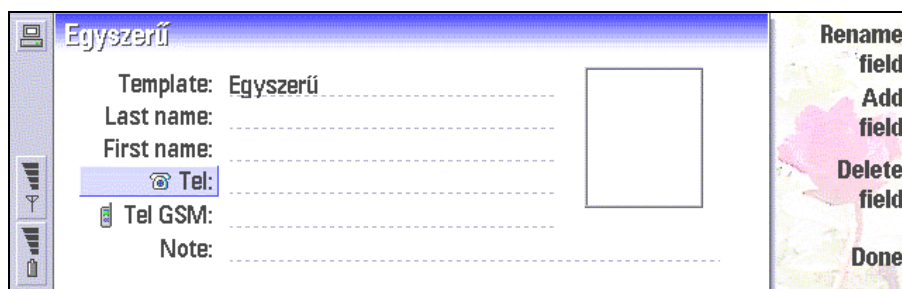 Egyszerű
Template: Egyszerű
Last name:
First name:
Tel:
Tel GSM:
Note:
Rename
field
Add
field
Delete
field
Done